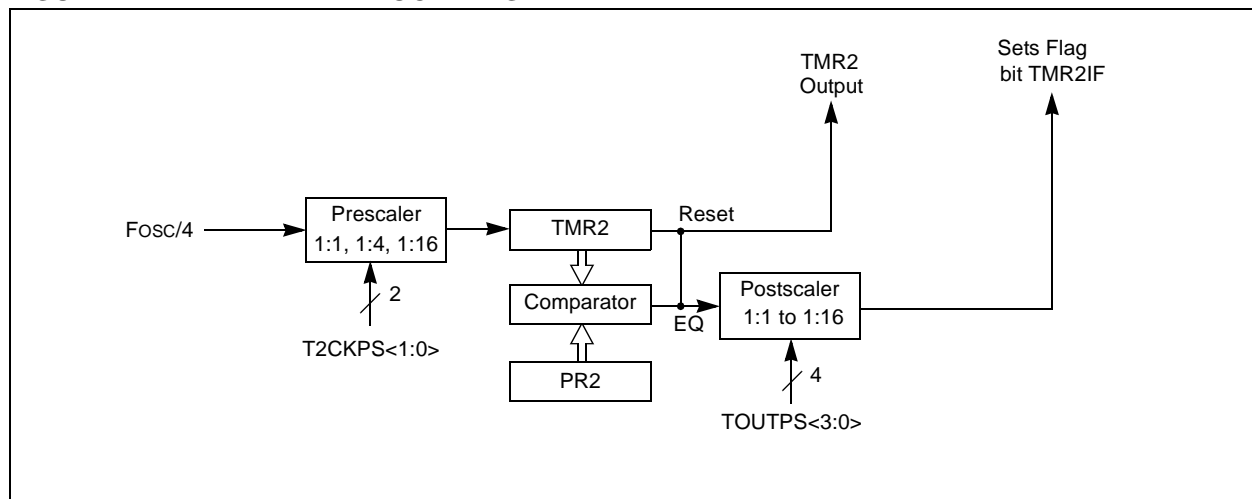 TMR2
Output
Sets Flag
bit TMR2IF
FOSC/4
Prescaler
1:1, 1:4, 1:16
2
T2CKPS<1:0>
TMR2
Reset
Comparator
EQ
PR2
Postscaler
1:1 to 1:16
4
TOUTPS<3:0>